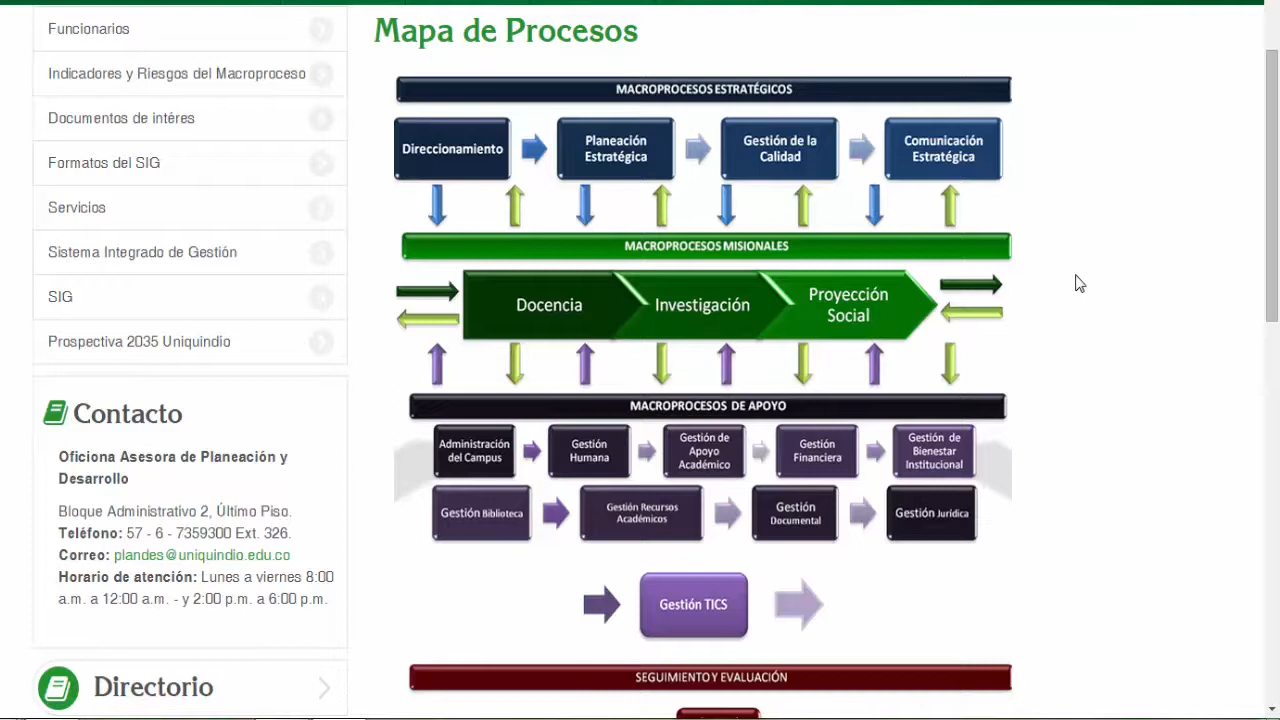 Funcionarios
Indicadores y Riesgos del Macroproceso
Documentos de intéres
Formatos del SIG
Servicios
Sistema Integrado de Gestión
SIG
Prospectiva 2035 Uniquindio
Contacto
Oficiona Asesora de Planeación y
Desarrollo
Bloque Administrativo 2, Último Piso.
Teléfono: 57 - 6 - 7359300 Ext. 326.
Correo: plandes@uniquindio.edu.co
Horario de atención: Lunes a viernes 8:00
a.m. a 12:00 a.m. - y 2:00 p.m. a 6:00 p.m.
Directorio
Mapa de Procesos
MACROPROCESOS ESTRATÉGICOS
Direccionamiento
Planeación
Estratégica
Gestión de la
Calidad
Comunicación
Estratégica
MACROPROCESOS MISIONALES
Docencia
Investigación
Proyección
Social
MACROPROCESOS DE APOYO
Administración
del Campus
Gestión
Humana
Gestión de
Apoyo
Académico
Gestión
Financiera
Gestión de
Bienestar
Institucional
Gestión Biblioteca
Gestión Recursos
Académicos
Gestión
Documental
Gestión Jurídica
Gestión TICS
SEGUIMIENTO Y EVALUACIÓN